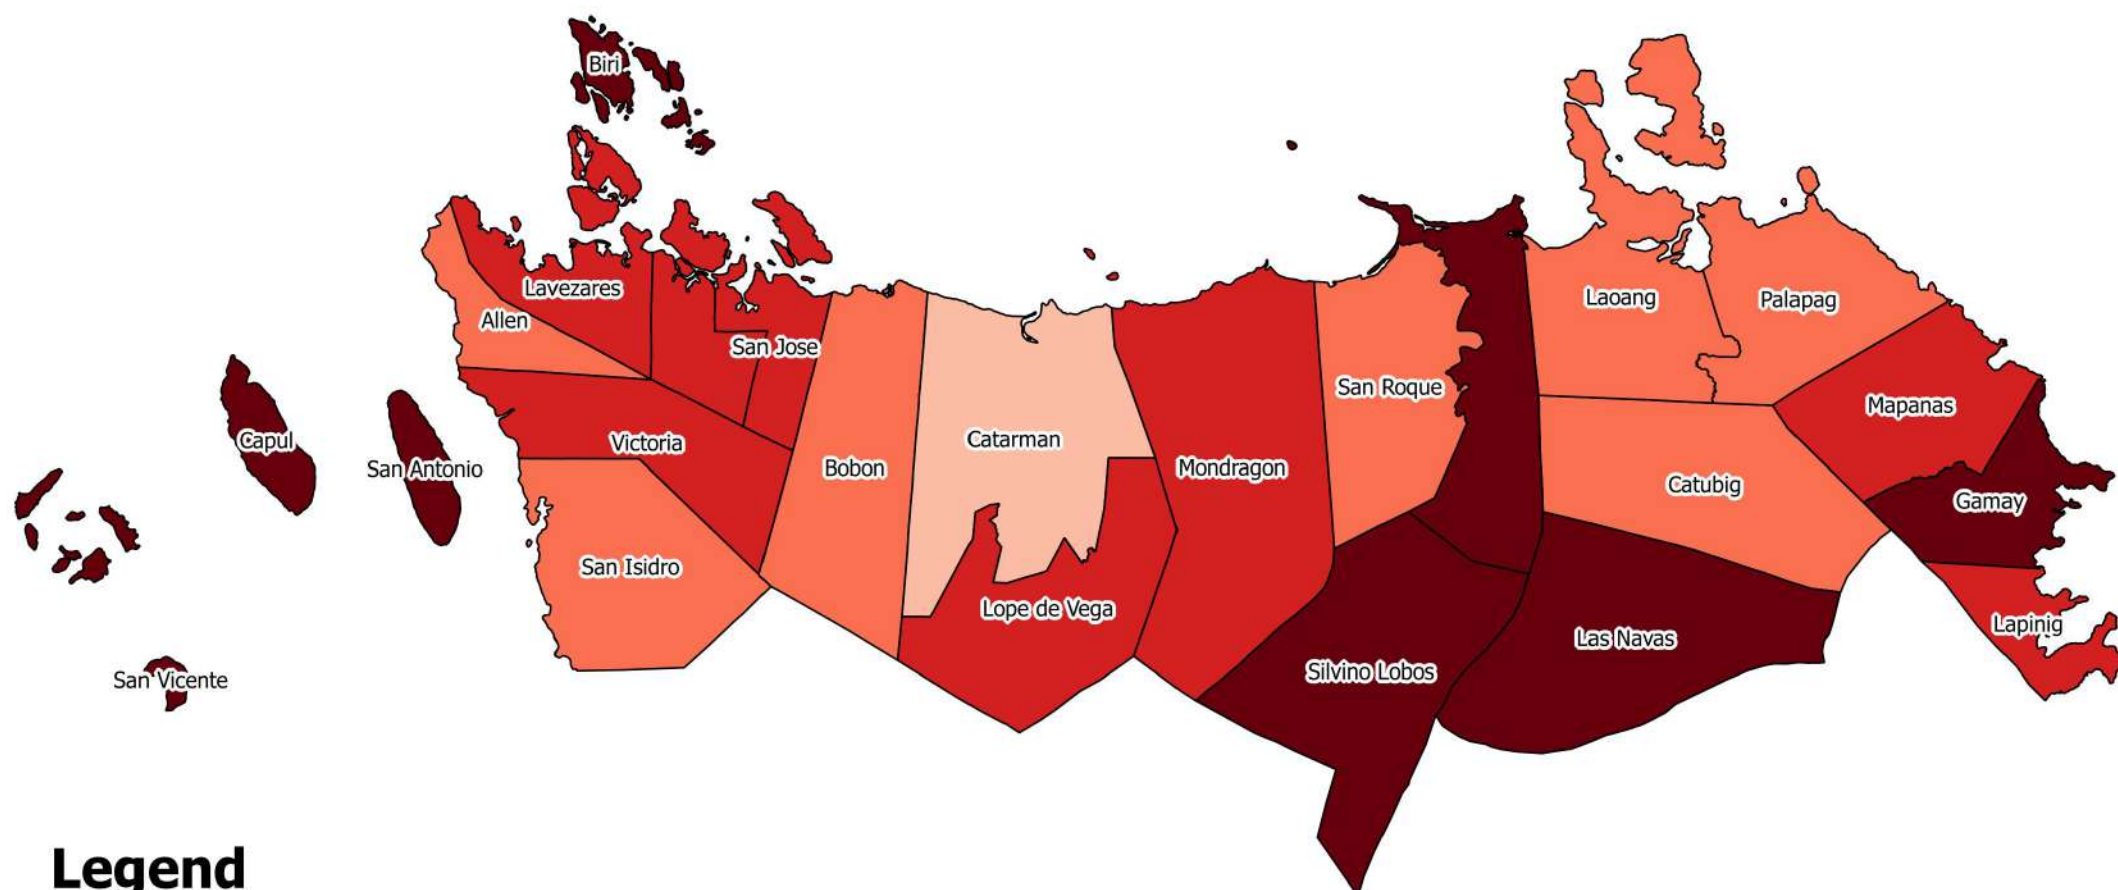 Biri
Lavezares
Allen
San Jose
Laoang
Palapag
San Roque
Mapanas
Capul
San Antonio
Victoria
Bobon
Catarman
Mondragon
Catubig
Gamay
San Isidro
Lope de Vega
Las Navas
Lapinig
San Vicente
Silvino Lobos
Legend